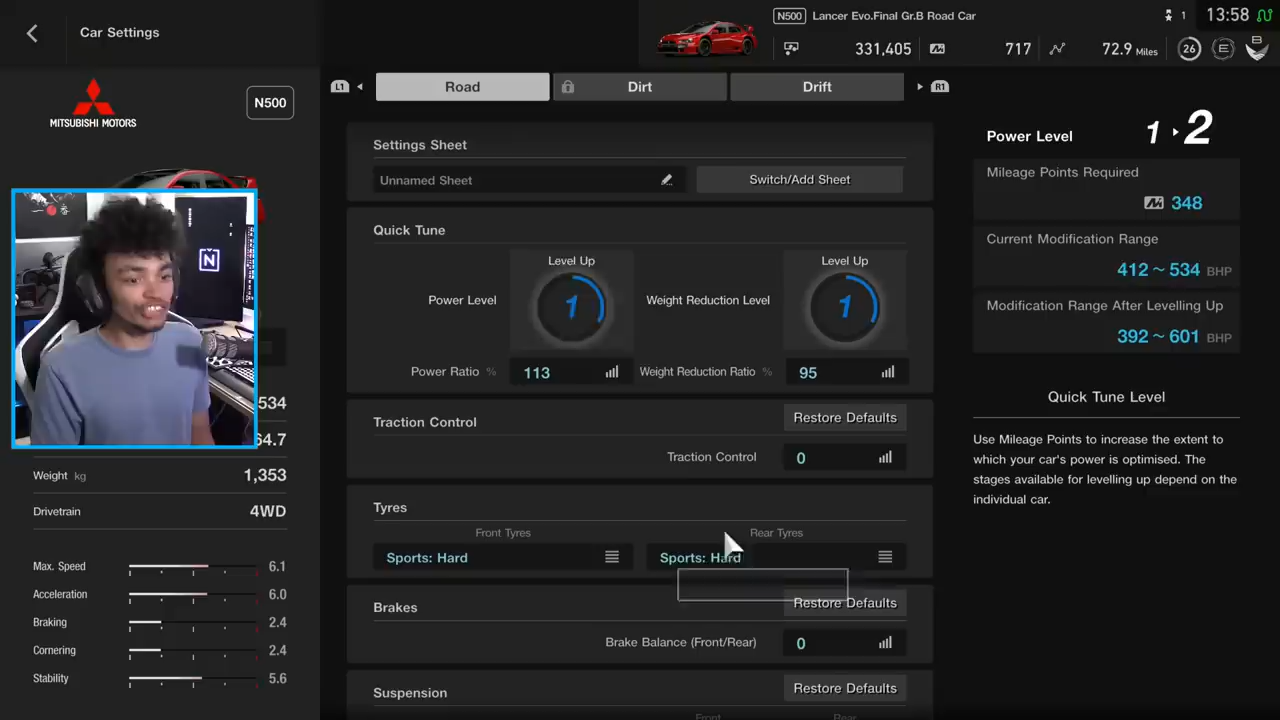 Car Settings
N500 Lancer Evo.Final Gr.B Road Car
1 13:58
331,405 717 72.9 Miles 26 E B
L1 Road Dirt Drift R1
MITSUBISHI MOTORS
N500
N
534
64.7
Weight kg 1,353
Drivetrain 4WD
Max. Speed 6.1
Acceleration 6.0
Braking 2.4
Cornering 2.4
Stability 5.6
Settings Sheet
Unnamed Sheet Switch/Add Sheet
Quick Tune
Level Up Level Up
Power Level 1 Weight Reduction Level 1
Power Ratio % 113 Weight Reduction Ratio % 95
Traction Control Restore Defaults
Traction Control 0
Tyres
Front Tyres Rear Tyres
Sports: Hard Sports: Hard
Brakes Restore Defaults
Brake Balance (Front/Rear) 0
Suspension Restore Defaults
Front Rear
Power Level 1 2
Mileage Points Required
348
Current Modification Range
412 ~ 534 BHP
Modification Range After Levelling Up
392 ~ 601 BHP
Quick Tune Level
Use Mileage Points to increase the extent to
which your car's power is optimised. The
stages available for levelling up depend on the
individual car.